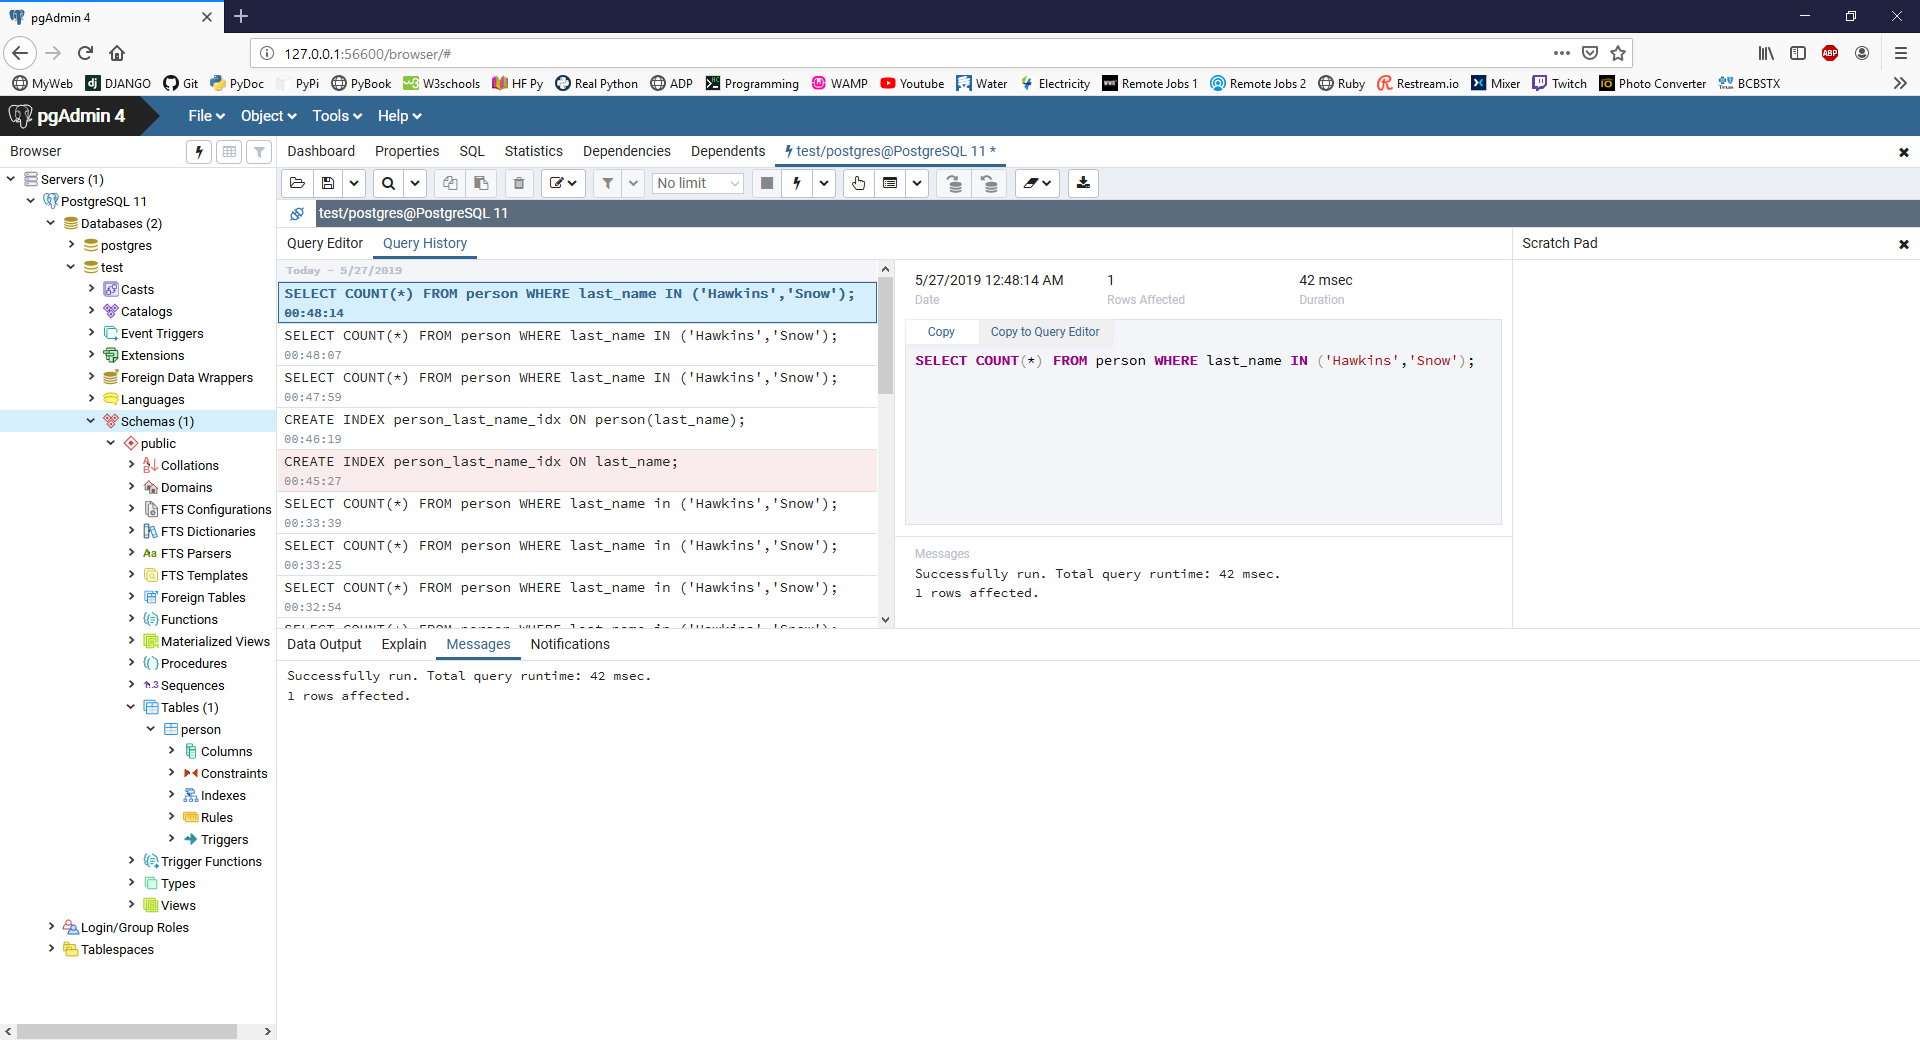 pgAdmin 4
127.0.0.1:56600/browser/#
MyWeb DJANGO Git PyDoc PyPi PyBook W3schools HF Py Real Python ADP Programming WAMP Youtube Water Electricity Remote Jobs 1 Remote Jobs 2 Ruby Restream.io Mixer Twitch Photo Converter BCBSTX
pgAdmin 4 File Object Tools Help
Browser
Dashboard Properties SQL Statistics Dependencies Dependents test/postgres@PostgreSQL 11 *
No limit
test/postgres@PostgreSQL 11
Servers (1)
PostgreSQL 11
Databases (2)
postgres
test
Casts
Catalogs
Event Triggers
Extensions
Foreign Data Wrappers
Languages
Schemas (1)
public
Collations
Domains
FTS Configurations
FTS Dictionaries
FTS Parsers
FTS Templates
Foreign Tables
Functions
Materialized Views
Procedures
Sequences
Tables (1)
person
Columns
Constraints
Indexes
Rules
Triggers
Trigger Functions
Types
Views
Login/Group Roles
Tablespaces
Query Editor Query History
Today - 5/27/2019
SELECT COUNT(*) FROM person WHERE last_name IN ('Hawkins','Snow');
00:48:14
SELECT COUNT(*) FROM person WHERE last_name IN ('Hawkins','Snow');
00:48:07
SELECT COUNT(*) FROM person WHERE last_name IN ('Hawkins','Snow');
00:47:59
CREATE INDEX person_last_name_idx ON person(last_name);
00:46:19
CREATE INDEX person_last_name_idx ON last_name;
00:45:27
SELECT COUNT(*) FROM person WHERE last_name in ('Hawkins','Snow');
00:33:39
SELECT COUNT(*) FROM person WHERE last_name in ('Hawkins','Snow');
00:33:25
SELECT COUNT(*) FROM person WHERE last_name in ('Hawkins','Snow');
00:32:54
SELECT COUNT(*) FROM person WHERE last_name in ('Hawkins','Snow');
5/27/2019 12:48:14 AM 1 42 msec
Date Rows Affected Duration
Copy Copy to Query Editor
SELECT COUNT(*) FROM person WHERE last_name IN ('Hawkins','Snow');
Messages
Successfully run. Total query runtime: 42 msec.
1 rows affected.
Scratch Pad
Data Output Explain Messages Notifications
Successfully run. Total query runtime: 42 msec.
1 rows affected.